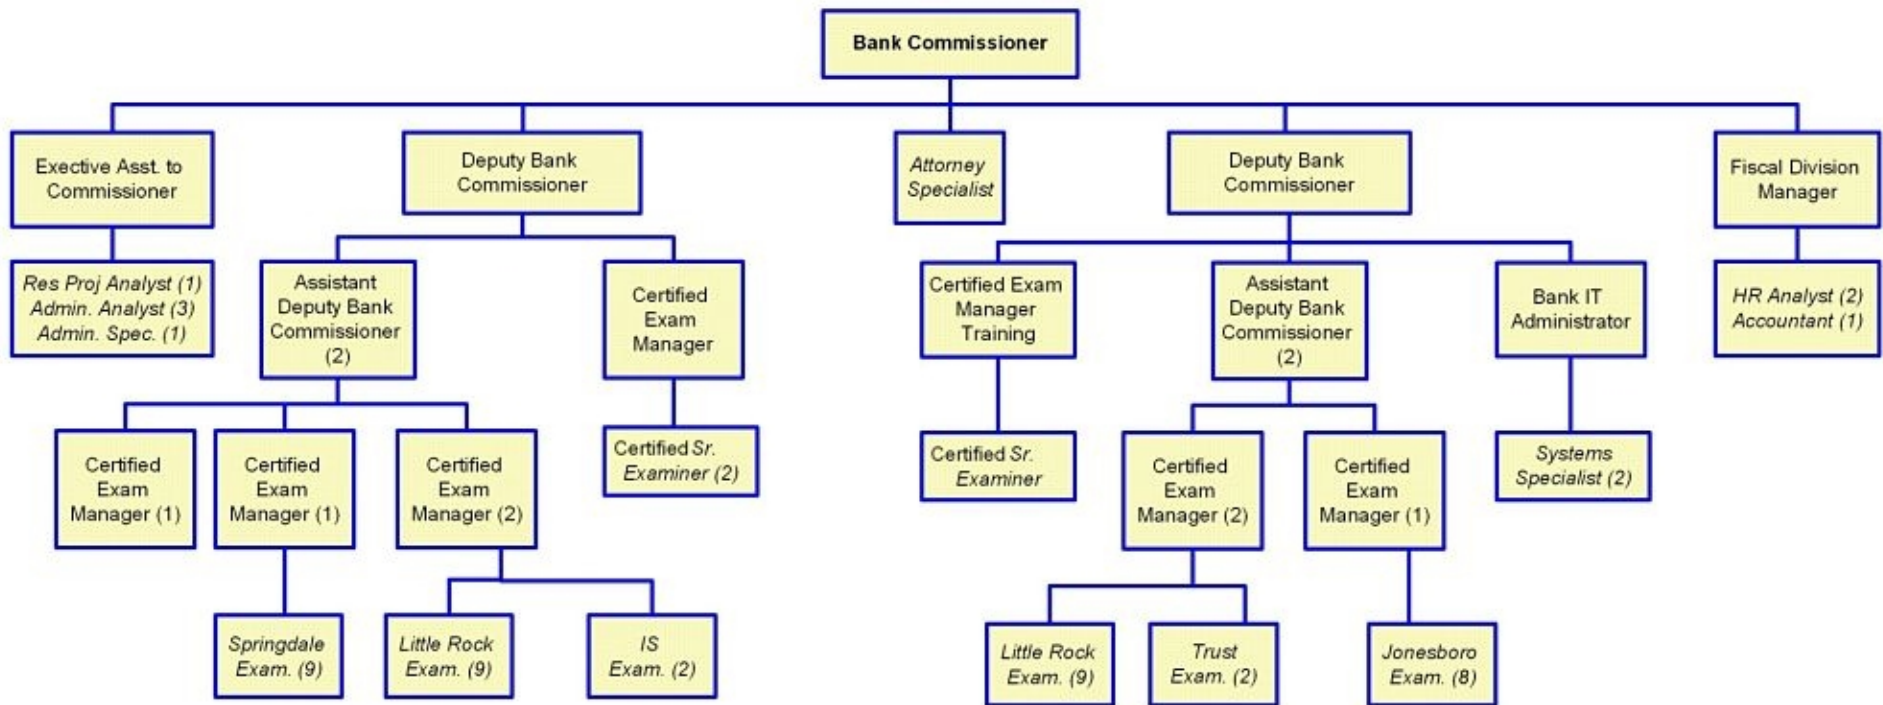 Bank Commissioner
Exective Asst. to
Commissioner
Deputy Bank
Commissioner
Attorney
Specialist
Deputy Bank
Commissioner
Fiscal Division
Manager
Res Proj Analyst (1)
Admin. Analyst (3)
Admin. Spec. (1)
Assistant
Deputy Bank
Commissioner
(2)
Certified
Exam
Manager
Certified Exam
Manager
Training
Assistant
Deputy Bank
Commissioner
(2)
Bank IT
Administrator
HR Analyst (2)
Accountant (1)
Certified
Exam
Manager (1)
Certified
Exam
Manager (1)
Certified
Exam
Manager (2)
Certified Sr.
Examiner (2)
Certified Sr.
Examiner
Certified
Exam
Manager (2)
Certified
Exam
Manager (1)
Systems
Specialist (2)
Springdale
Exam. (9)
Little Rock
Exam. (9)
IS
Exam. (2)
Little Rock
Exam. (9)
Trust
Exam. (2)
Jonesboro
Exam. (8)